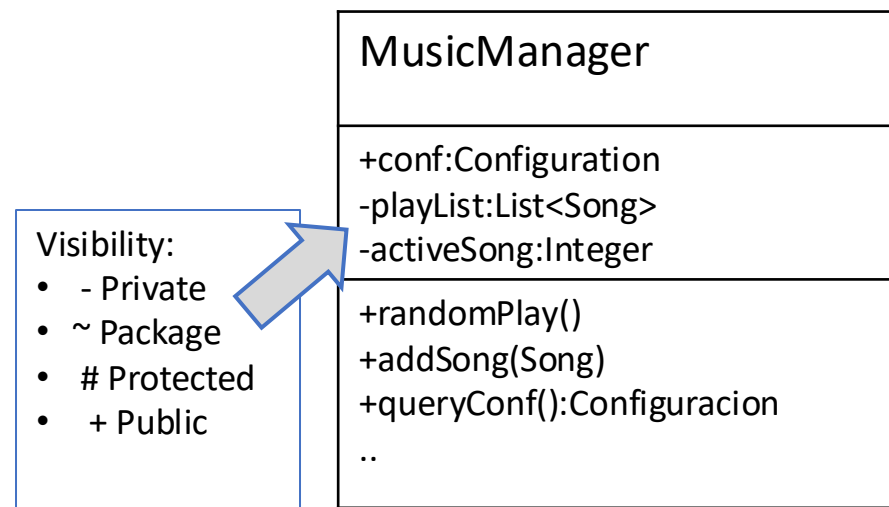 MusicManager
+conf:Configuration
-playList:List<Song>
-activeSong:Integer
+randomPlay()
+addSong(Song)
+queryConf():Configuracion
..
Visibility:
• - Private
• ~ Package
• # Protected
• + Public